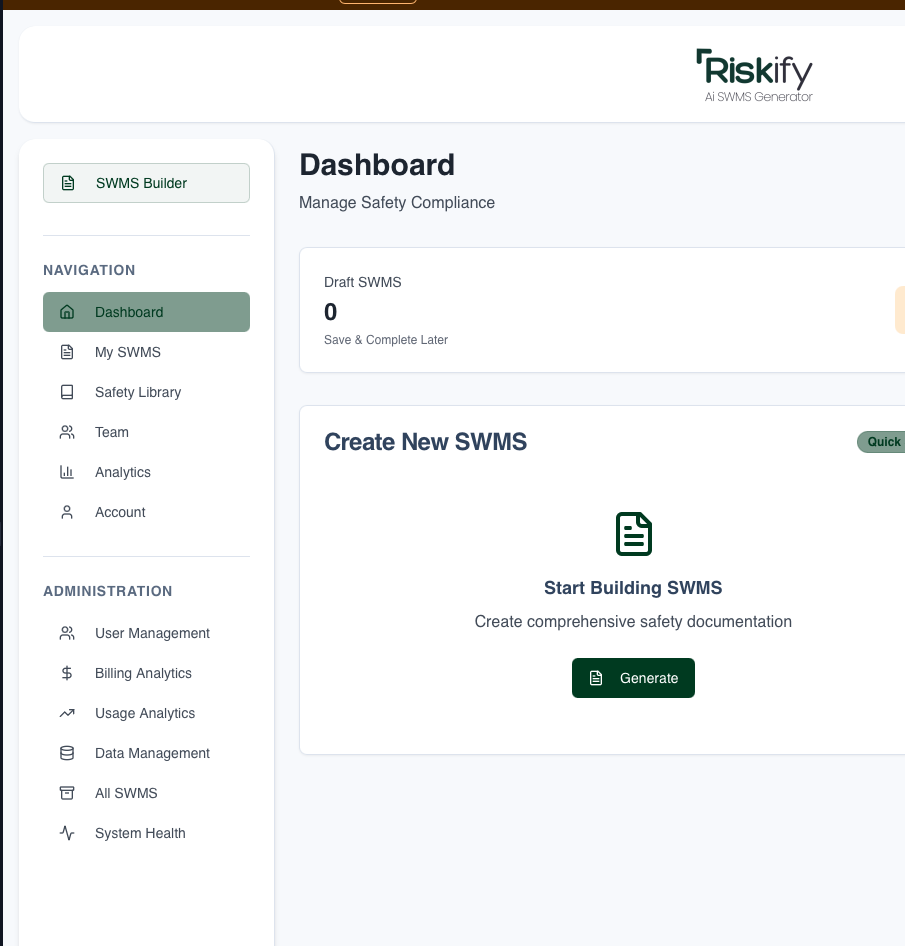 Riskify
Ai SWMS Generator
SWMS Builder
NAVIGATION
Dashboard
My SWMS
Safety Library
Team
Analytics
Account
ADMINISTRATION
User Management
Billing Analytics
Usage Analytics
Data Management
All SWMS
System Health
Dashboard
Manage Safety Compliance
Draft SWMS
0
Save & Complete Later
Create New SWMS
Quick
Start Building SWMS
Create comprehensive safety documentation
Generate